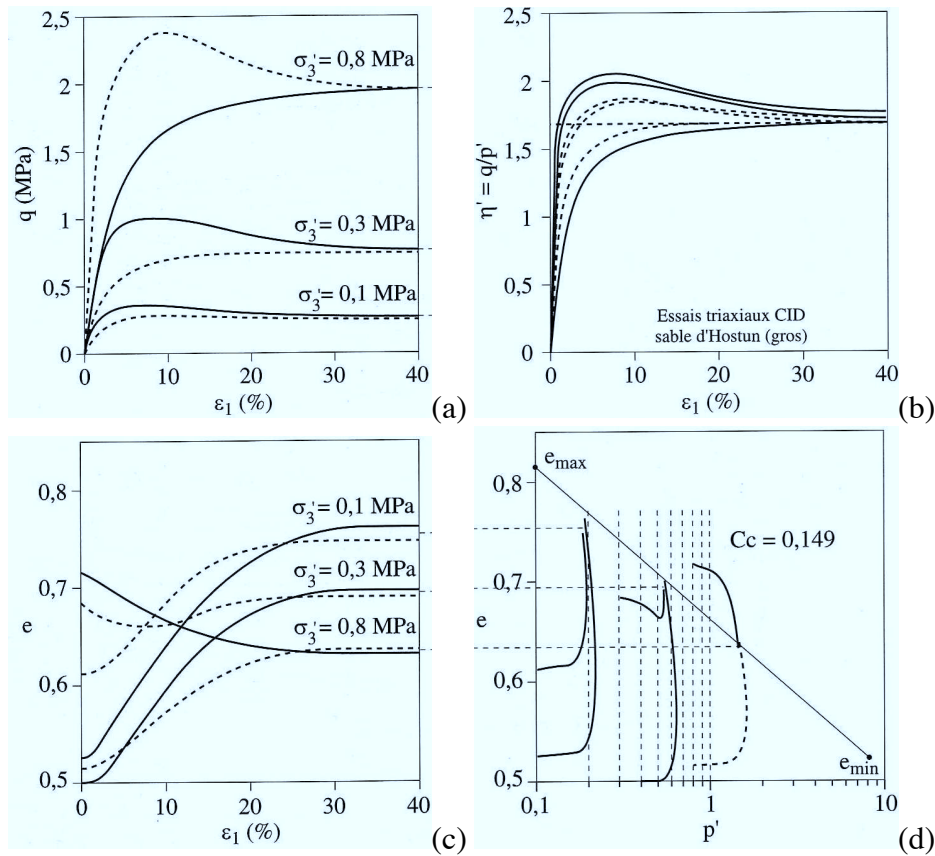 2,5
2
1,5
1
0,5
0
q (MPa)
σ₃' = 0,8 MPa
σ₃' = 0,3 MPa
σ₃' = 0,1 MPa
0 10 20 30 40
ε₁ (%)
(a)
2,5
2
1,5
1
0,5
0
η' = q/p'
Essais triaxiaux CID
sable d'Hostun (gros)
0 10 20 30 40
ε₁ (%)
(b)
0,8
0,7
e
0,6
0,5
σ₃' = 0,1 MPa
σ₃' = 0,3 MPa
σ₃' = 0,8 MPa
0 10 20 30 40
ε₁ (%)
(c)
0,8
0,7
e
0,6
0,5
e_max
Cc = 0,149
e_min
0,1 1 10
p'
(d)